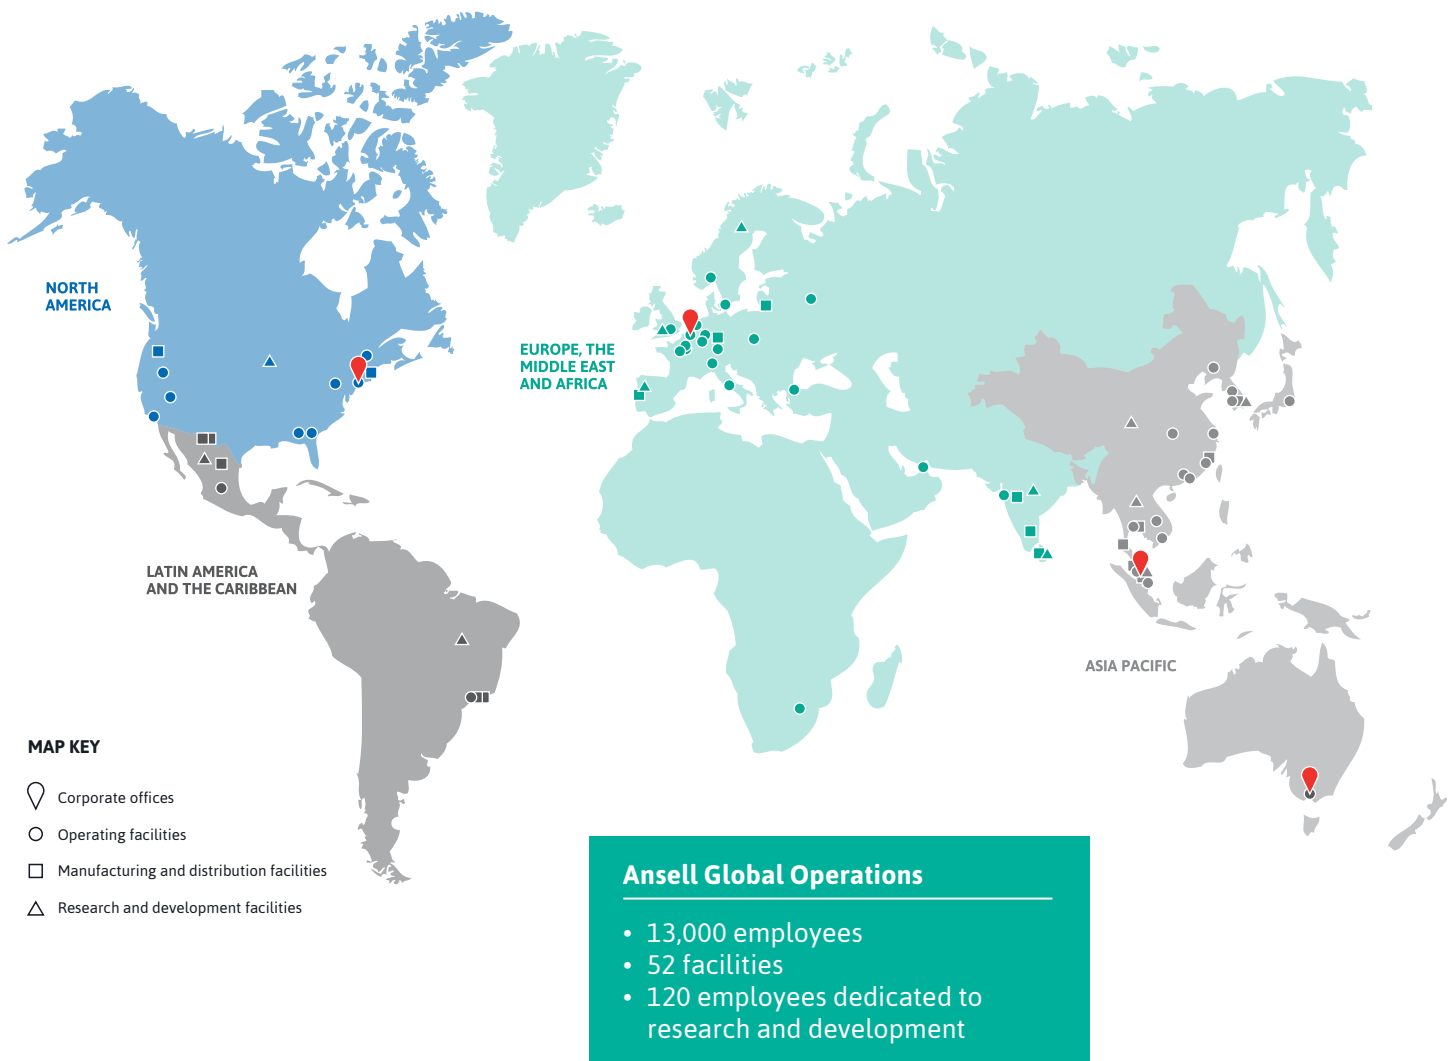 NORTH
AMERICA
EUROPE, THE
MIDDLE EAST
AND AFRICA
LATIN AMERICA
AND THE CARIBBEAN
ASIA PACIFIC
MAP KEY
Corporate offices
Operating facilities
Manufacturing and distribution facilities
Research and development facilities
Ansell Global Operations
• 13,000 employees
• 52 facilities
• 120 employees dedicated to
research and development